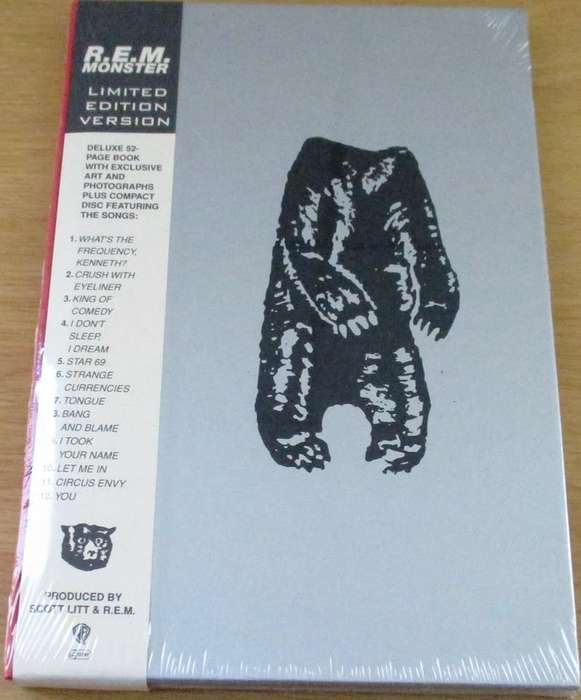 R.E.M.
MONSTER
LIMITED
EDITION
VERSION
DELUXE 52-
PAGE BOOK
WITH EXCLUSIVE
ART AND
PHOTOGRAPHS
PLUS COMPACT
DISC FEATURING
THE SONGS:
1. WHAT'S THE
FREQUENCY,
KENNETH?
2. CRUSH WITH
EYELINER
3. KING OF
COMEDY
4. I DON'T
SLEEP,
I DREAM
5. STAR 69
6. STRANGE
CURRENCIES
7. TONGUE
8. BANG
AND BLAME
9. I TOOK
YOUR NAME
10. LET ME IN
11. CIRCUS ENVY
12. YOU
PRODUCED BY
SCOTT LITT & R.E.M.